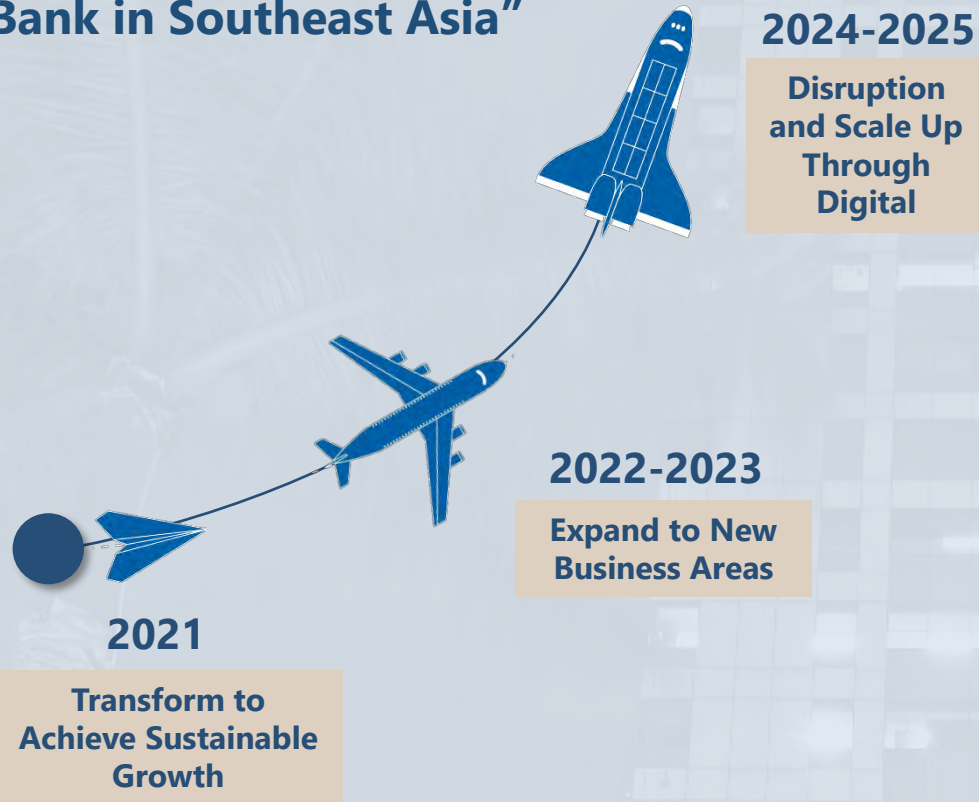 Bank in Southeast Asia”
2024-2025
Disruption
and Scale Up
Through
Digital
2022-2023
Expand to New
Business Areas
2021
Transform to
Achieve Sustainable
Growth